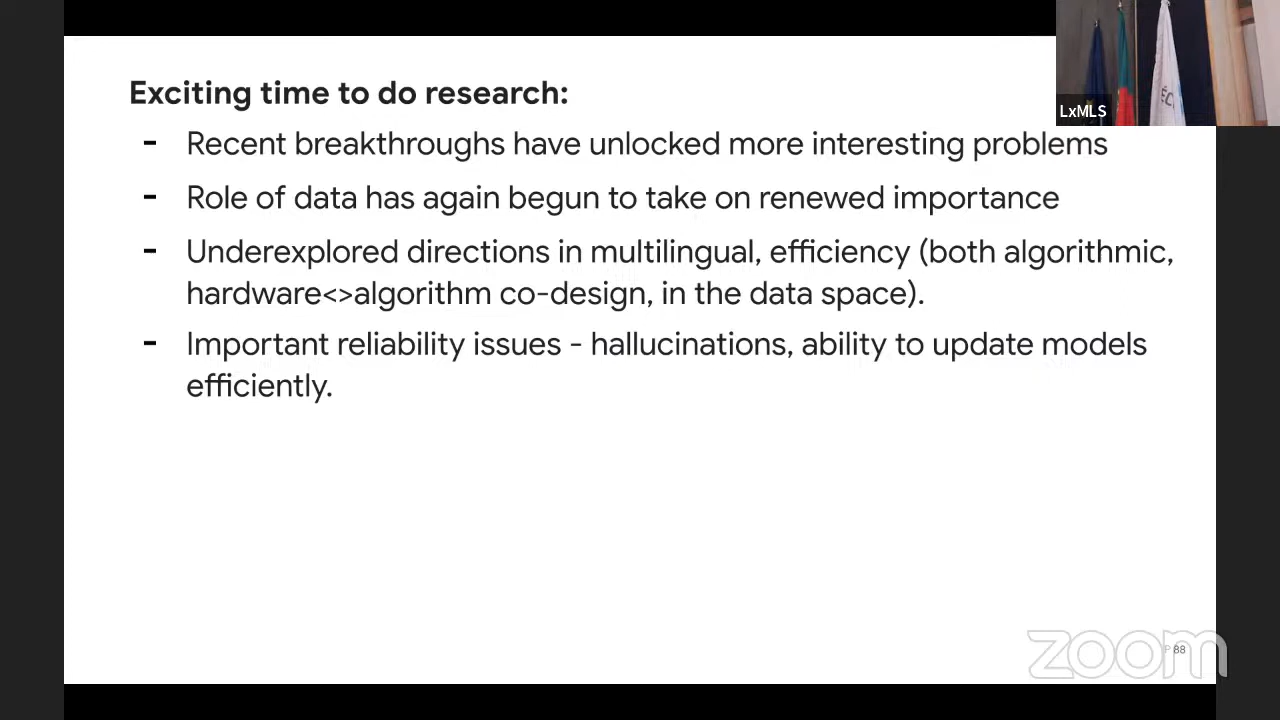 Exciting time to do research:
- Recent breakthroughs have unlocked more interesting problems
- Role of data has again begun to take on renewed importance
- Underexplored directions in multilingual, efficiency (both algorithmic,
hardware<>algorithm co-design, in the data space).
- Important reliability issues - hallucinations, ability to update models
efficiently.
LxMLS
zoom
88